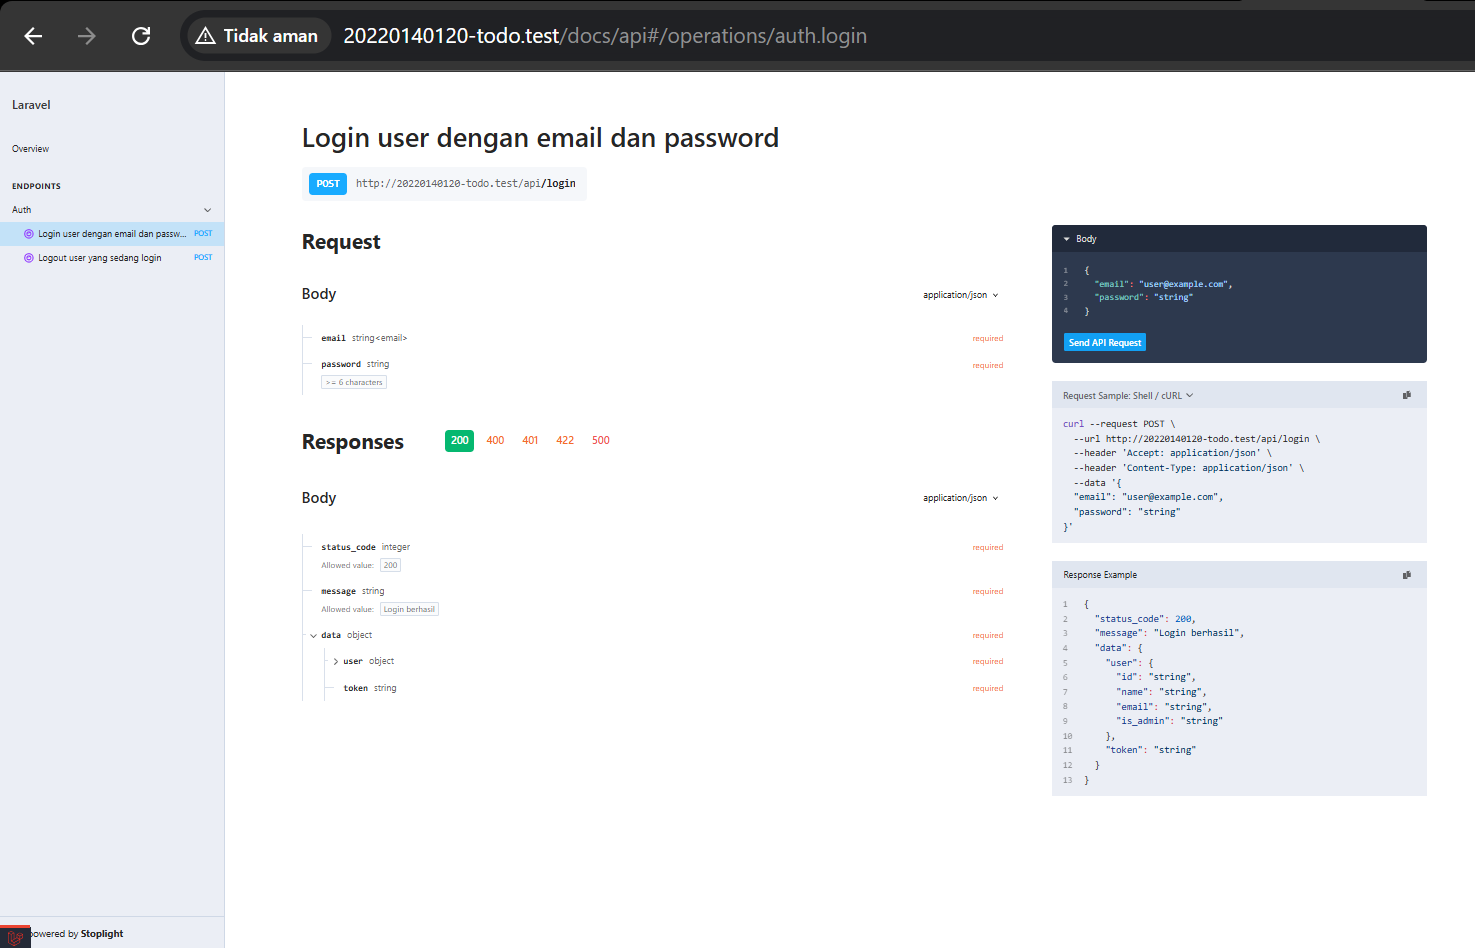 Tidak aman
20220140120-todo.test/docs/api#/operations/auth.login
Laravel
Overview
ENDPOINTS
Auth
Login user dengan email dan passw... POST
Logout user yang sedang login POST
powered by Stoplight
Login user dengan email dan password
POST http://20220140120-todo.test/api/login
Request
Body
application/json
email string<email>
required
password string
required
>= 6 characters
Responses
200 400 401 422 500
Body
application/json
status_code integer
required
Allowed value: 200
message string
required
Allowed value: Login berhasil
data object
required
user object
required
token string
required
Body
1 {
2 "email": "user@example.com",
3 "password": "string"
4 }
Send API Request
Request Sample: Shell / cURL
curl --request POST \
--url http://20220140120-todo.test/api/login \
--header 'Accept: application/json' \
--header 'Content-Type: application/json' \
--data '{
"email": "user@example.com",
"password": "string"
}'
Response Example
1 {
2 "status_code": 200,
3 "message": "Login berhasil",
4 "data": {
5 "user": {
6 "id": "string",
7 "name": "string",
8 "email": "string",
9 "is_admin": "string"
10 },
11 "token": "string"
12 }
13 }